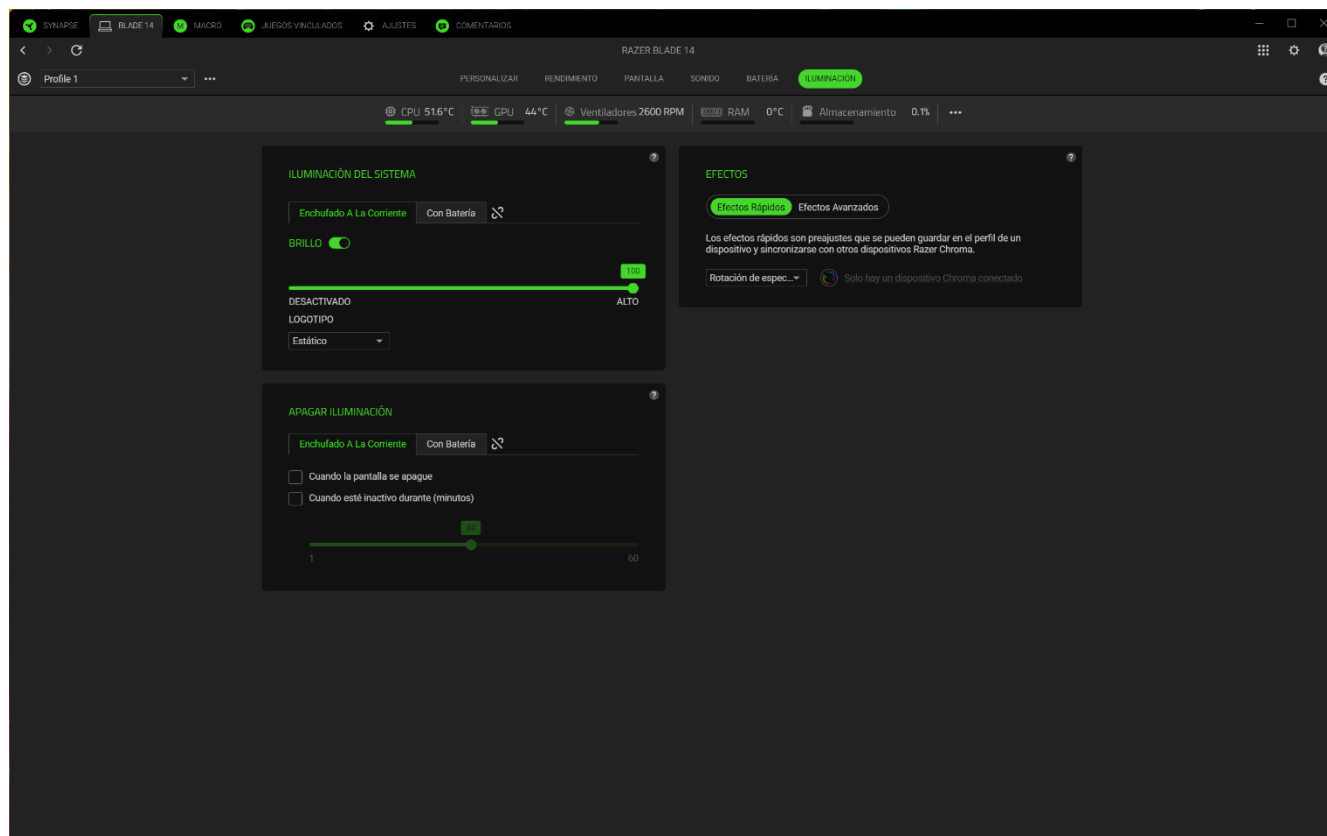 SYNAPSE BLADE 14 MACRO JUEGOS VINCULADOS AJUSTES COMENTARIOS
RAZER BLADE 14
Profile 1 PERSONALIZAR RENDIMIENTO PANTALLA SONIDO BATERÍA ILUMINACIÓN
CPU 51.6°C GPU 44°C Ventiladores 2600 RPM RAM 0°C Almacenamiento 0.1%
ILUMINACIÓN DEL SISTEMA
Enchufado A La Corriente Con Batería
BRILLO
100
DESACTIVADO ALTO
LOGOTIPO
Estático
APAGAR ILUMINACIÓN
Enchufado A La Corriente Con Batería
Cuando la pantalla se apague
Cuando esté inactivo durante (minutos)
30
1 60
EFECTOS
Efectos Rápidos Efectos Avanzados
Los efectos rápidos son preajustes que se pueden guardar en el perfil de un
dispositivo y sincronizarse con otros dispositivos Razer Chroma.
Rotación de espec... Solo hay un dispositivo Chroma conectado